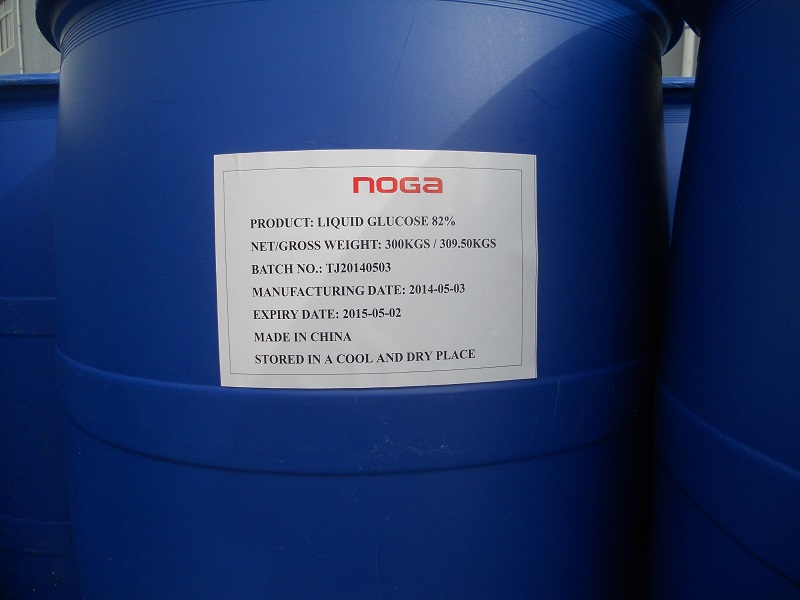 noga
PRODUCT: LIQUID GLUCOSE 82%
NET/GROSS WEIGHT: 300KGS / 309.50KGS
BATCH NO.: TJ20140503
MANUFACTURING DATE: 2014-05-03
EXPIRY DATE: 2015-05-02
MADE IN CHINA
STORED IN A COOL AND DRY PLACE